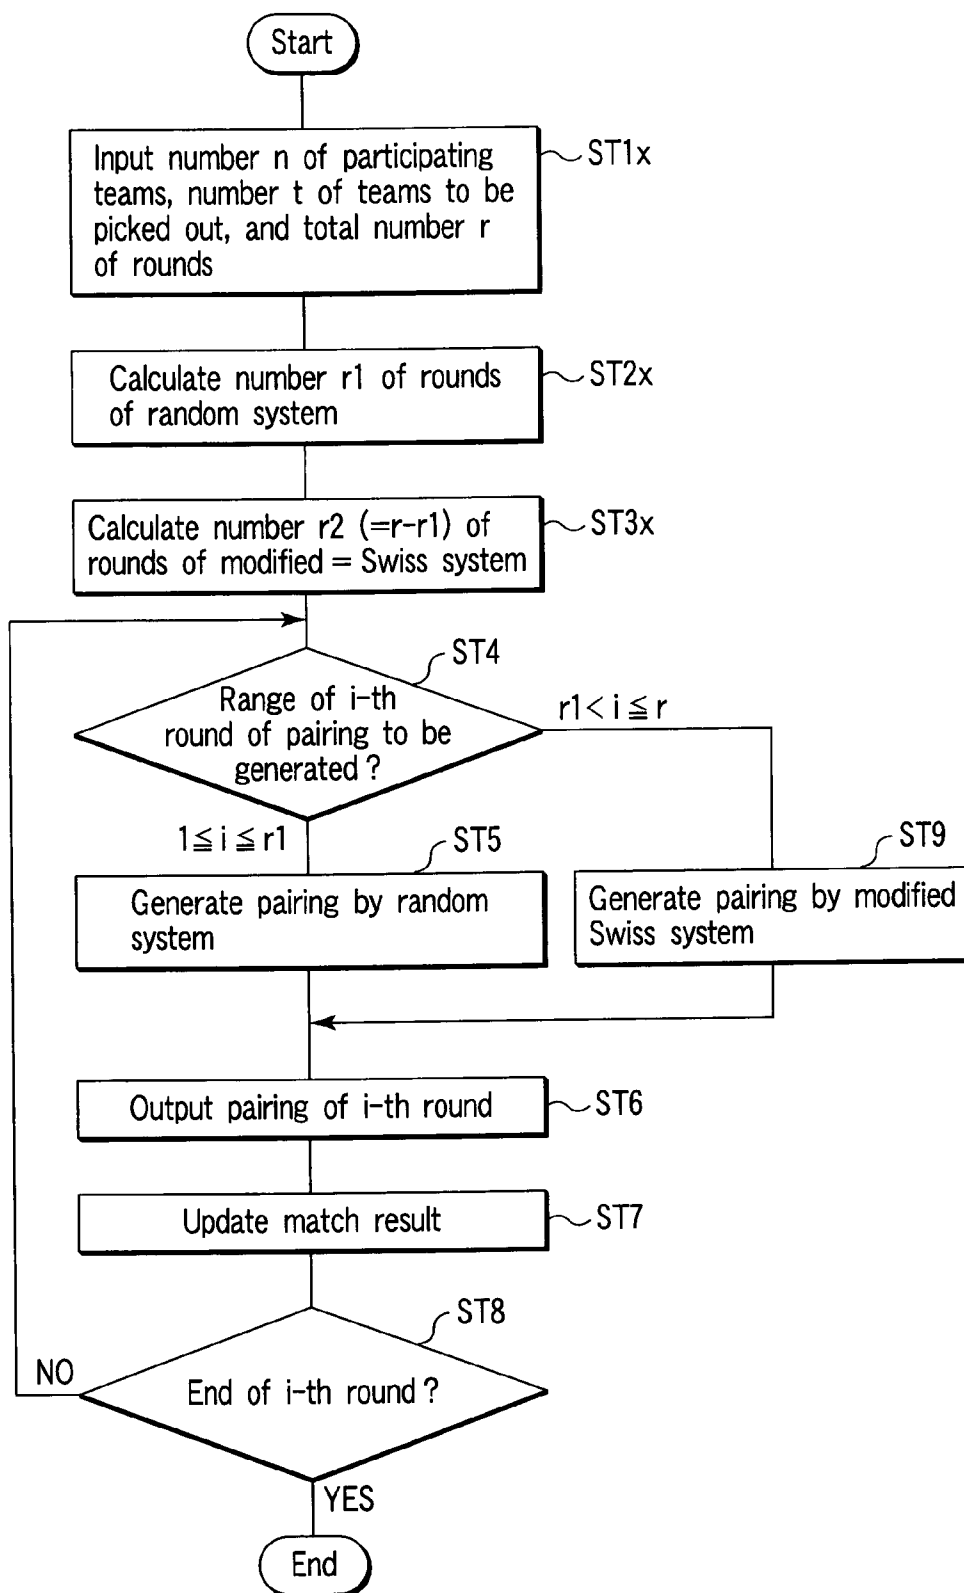 Start
Input number n of participating
teams, number t of teams to be
picked out, and total number r
of rounds
ST1x
Calculate number r1 of rounds
of random system
ST2x
Calculate number r2 (=r-r1) of
rounds of modified = Swiss system
ST3x
ST4
Range of i-th
round of pairing to be
generated ?
r1 < i ≦ r
1 ≦ i ≦ r1
ST5
Generate pairing by random
system
ST9
Generate pairing by modified
Swiss system
Output pairing of i-th round
ST6
Update match result
ST7
ST8
End of i-th round ?
NO
YES
End